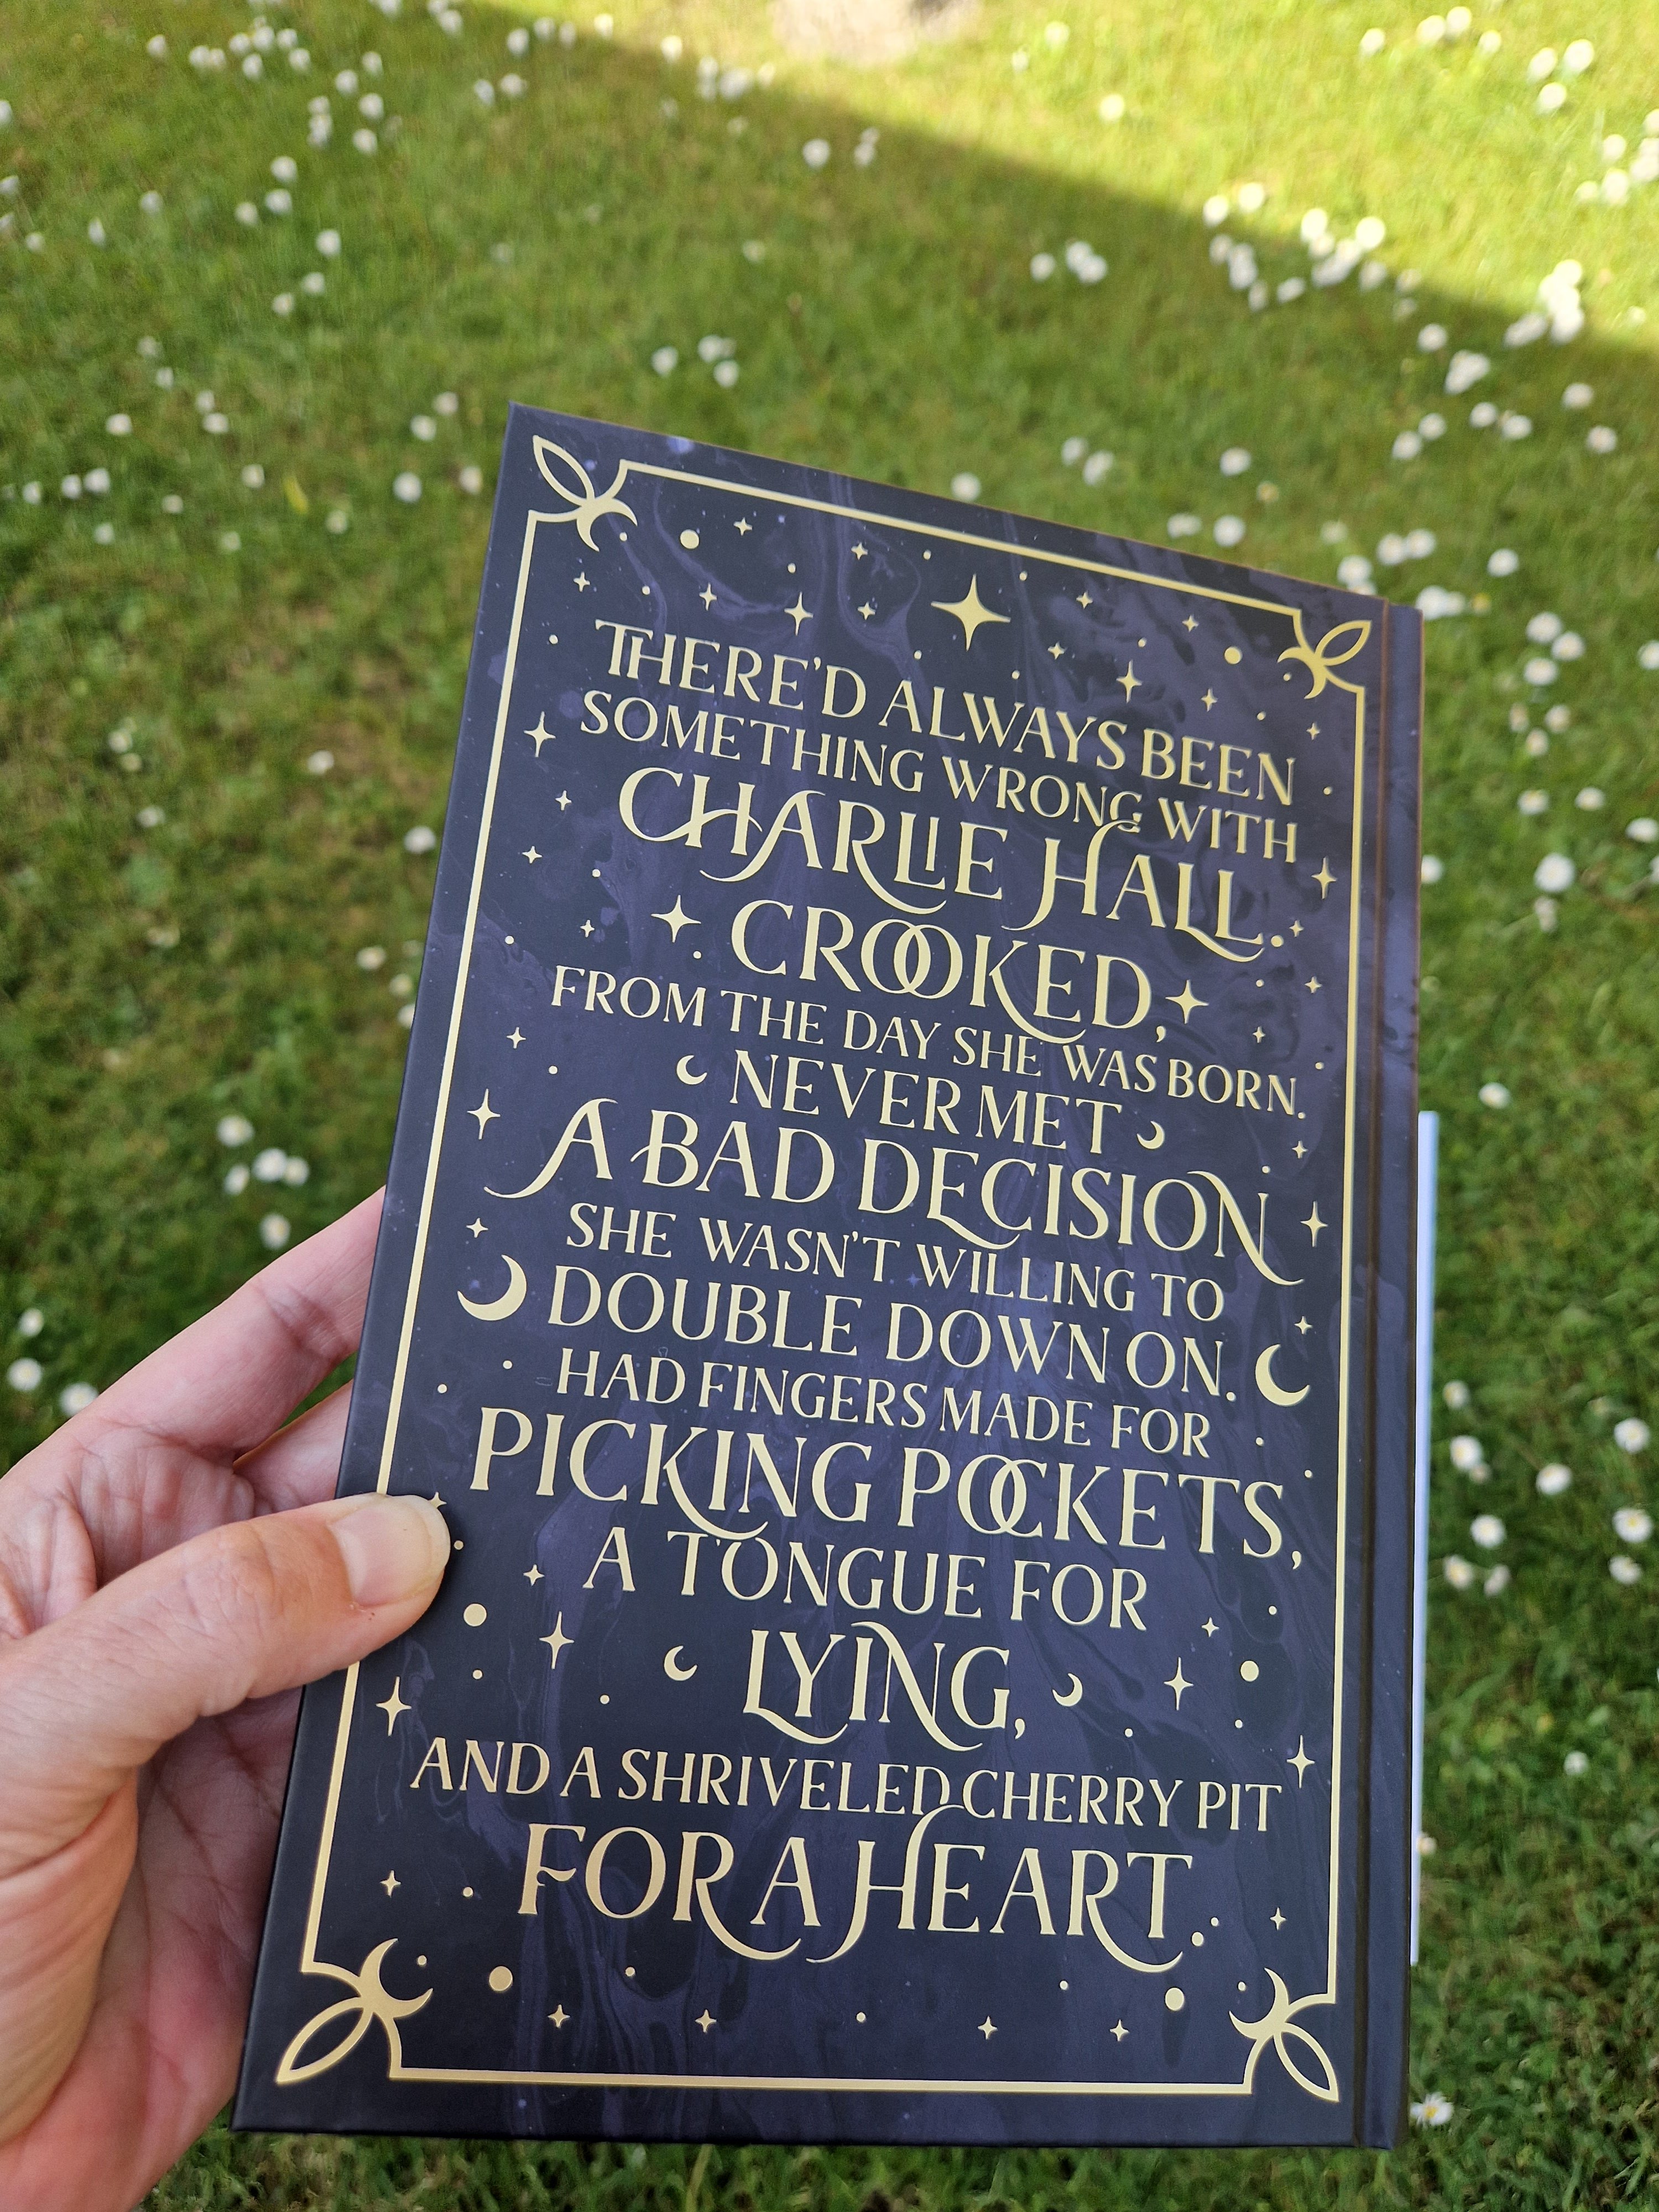 THERE'D ALWAYS BEEN
SOMETHING WRONG WITH
CHARLIE HALL.
CROOKED,
FROM THE DAY SHE WAS BORN.
NEVER MET
A BAD DECISION
SHE WASN'T WILLING TO
DOUBLE DOWN ON.
HAD FINGERS MADE FOR
PICKING POCKETS,
A TONGUE FOR
LYING,
AND A SHRIVELED CHERRY PIT
FOR A HEART.